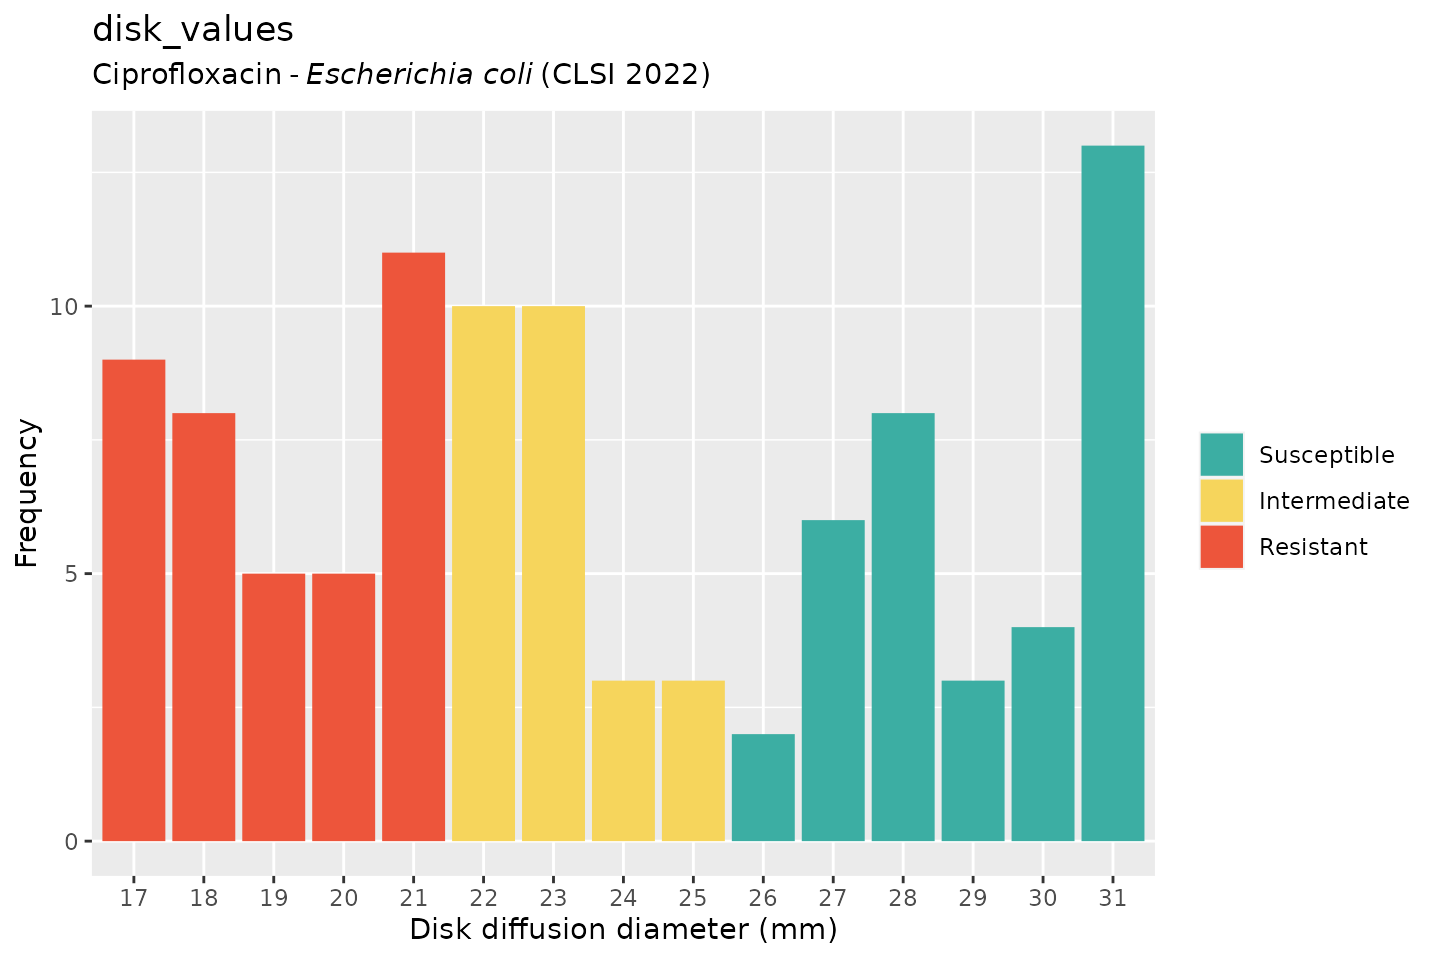 disk_values
Ciprofloxacin - Escherichia coli (CLSI 2022)
Frequency
10
5
0
17 18 19 20 21 22 23 24 25 26 27 28 29 30 31
Disk diffusion diameter (mm)
Susceptible
Intermediate
Resistant